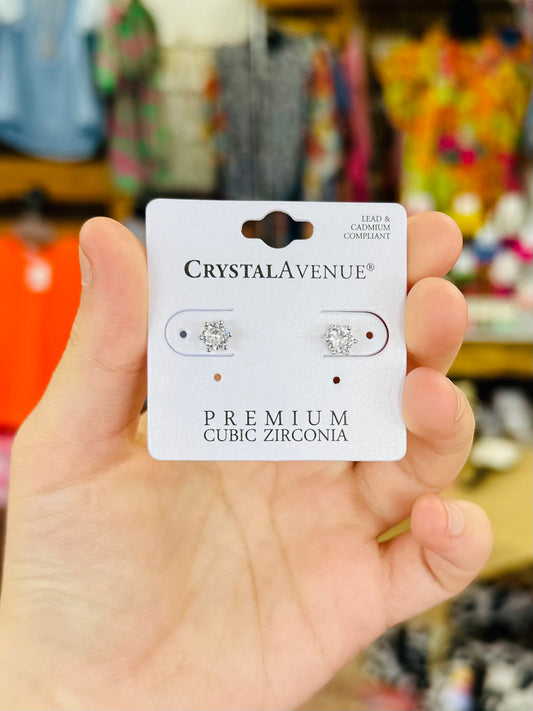 LEAD &
CADMIUM
COMPLIANT
CRYSTALAVENUE®
PREMIUM
CUBIC ZIRCONIA